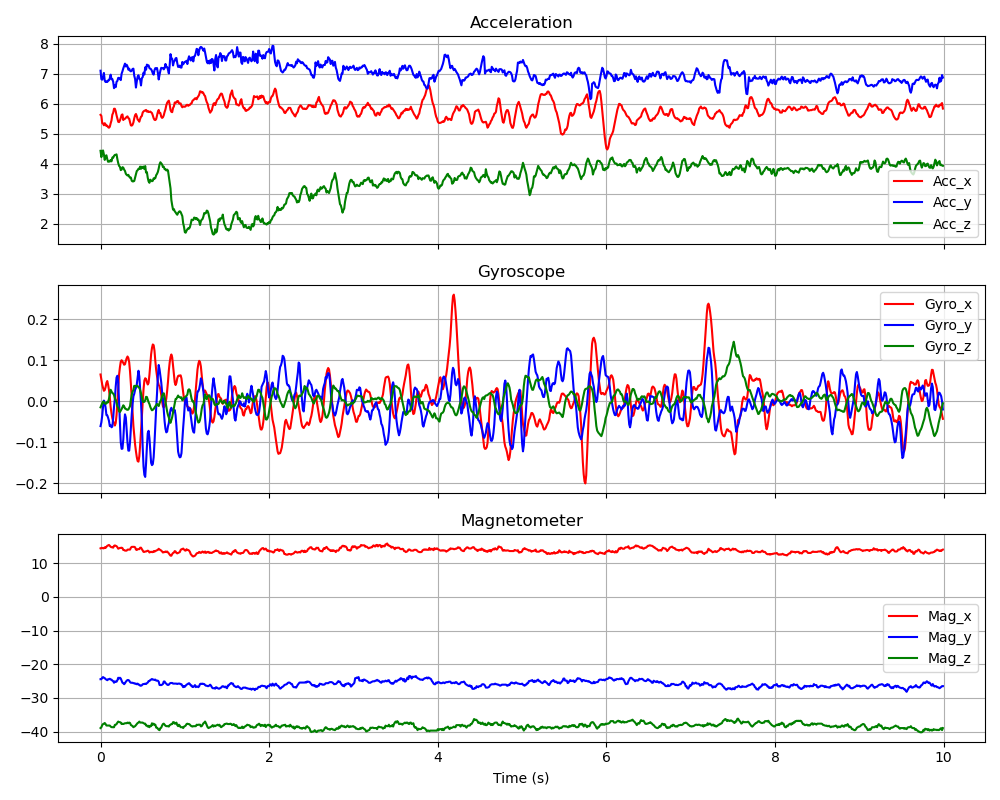 Acceleration
8
7
6
5
4
3
2
Acc_x
Acc_y
Acc_z
Gyroscope
0.2
0.1
0.0
−0.1
−0.2
Gyro_x
Gyro_y
Gyro_z
Magnetometer
10
0
−10
−20
−30
−40
Mag_x
Mag_y
Mag_z
0 2 4 6 8 10
Time (s)